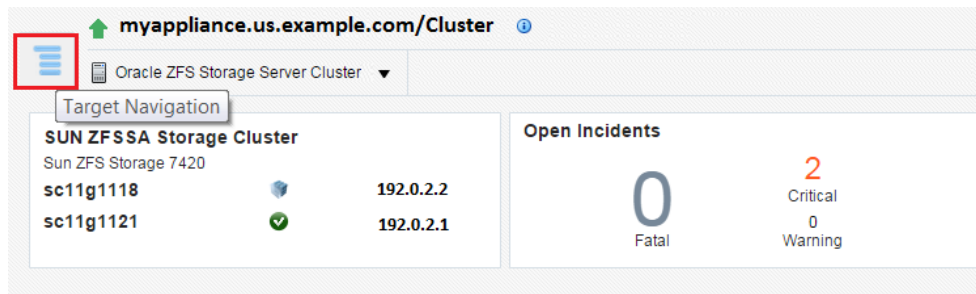 myappliance.us.example.com/Cluster
Oracle ZFS Storage Server Cluster
Target Navigation
SUN ZFSSA Storage Cluster
Sun ZFS Storage 7420
sc11g1118 192.0.2.2
sc11g1121 192.0.2.1
Open Incidents
0
Fatal
2
Critical
0
Warning